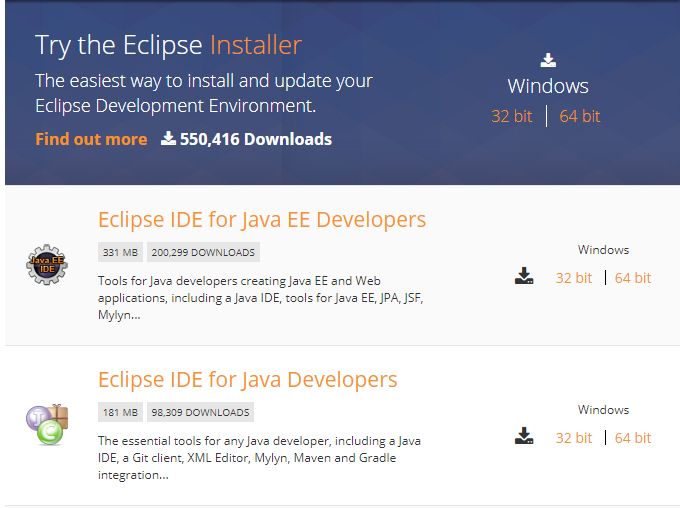 Try the Eclipse Installer
The easiest way to install and update your
Eclipse Development Environment.
Find out more 550,416 Downloads
Windows
32 bit | 64 bit
Eclipse IDE for Java EE Developers
331 MB 200,299 DOWNLOADS
Tools for Java developers creating Java EE and Web
applications, including a Java IDE, tools for Java EE, JPA, JSF,
Mylyn...
Java EE
IDE
Windows
32 bit | 64 bit
Eclipse IDE for Java Developers
181 MB 98,309 DOWNLOADS
The essential tools for any Java developer, including a Java
IDE, a Git client, XML Editor, Mylyn, Maven and Gradle
integration...
J
C
Windows
32 bit | 64 bit